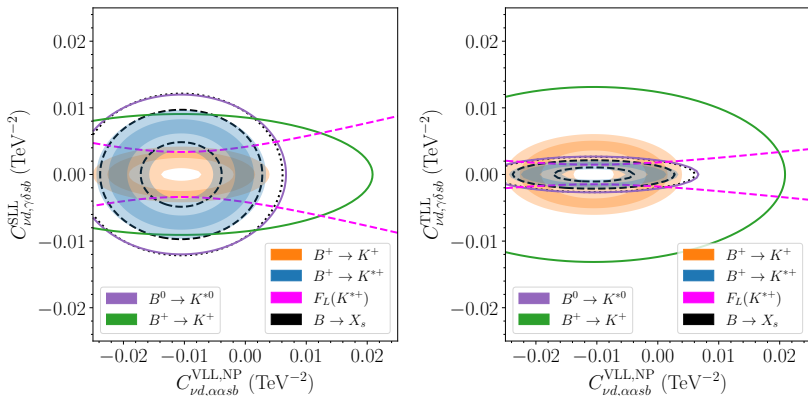 0.02
0.01
0.00
−0.01
−0.02
−0.02 −0.01 0.00 0.01 0.02
C^{SLL}_{νd,γδsb} (TeV^{−2})
C^{VLL,NP}_{νd,ααsb} (TeV^{−2})
B^0 → K^{*0}
B^+ → K^+
B^+ → K^+
B^+ → K^{*+}
F_L(K^{*+})
B → X_s
0.02
0.01
0.00
−0.01
−0.02
−0.02 −0.01 0.00 0.01 0.02
C^{TLL}_{νd,γδsb} (TeV^{−2})
C^{VLL,NP}_{νd,ααsb} (TeV^{−2})
B^0 → K^{*0}
B^+ → K^+
B^+ → K^+
B^+ → K^{*+}
F_L(K^{*+})
B → X_s